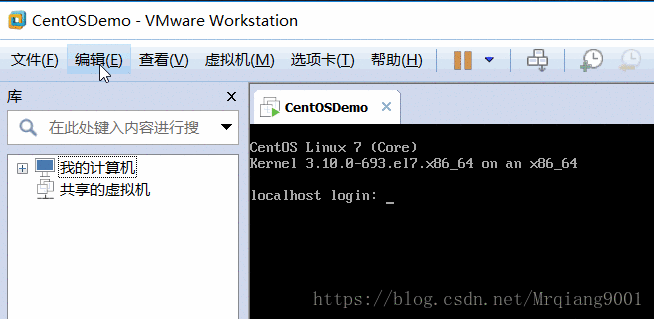 CentOSDemo - VMware Workstation
文件(F) 编辑(E) 查看(V) 虚拟机(M) 选项卡(T) 帮助(H)
库
在此处键入内容进行搜
我的计算机
共享的虚拟机
CentOSDemo
CentOS Linux 7 (Core)
Kernel 3.10.0-693.el7.x86_64 on an x86_64
localhost login: _
https://blog.csdn.net/Mrqiang9001